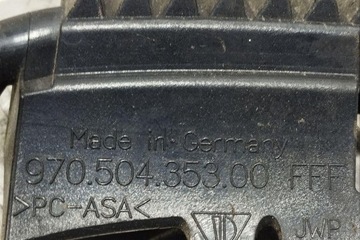 Made in Germany
970.504.353.00 FFF
>PC-ASA<
JWP